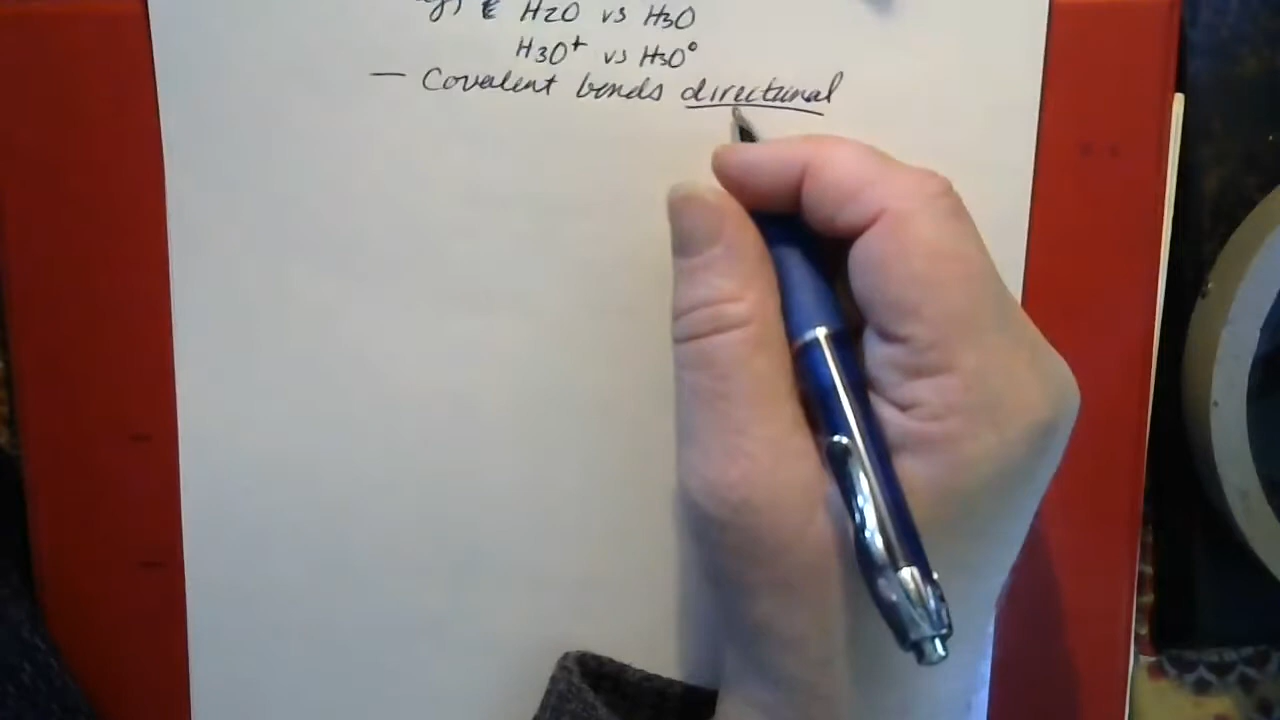 H2O vs H3O
H3O+ vs H3O°
— Covalent bonds directional